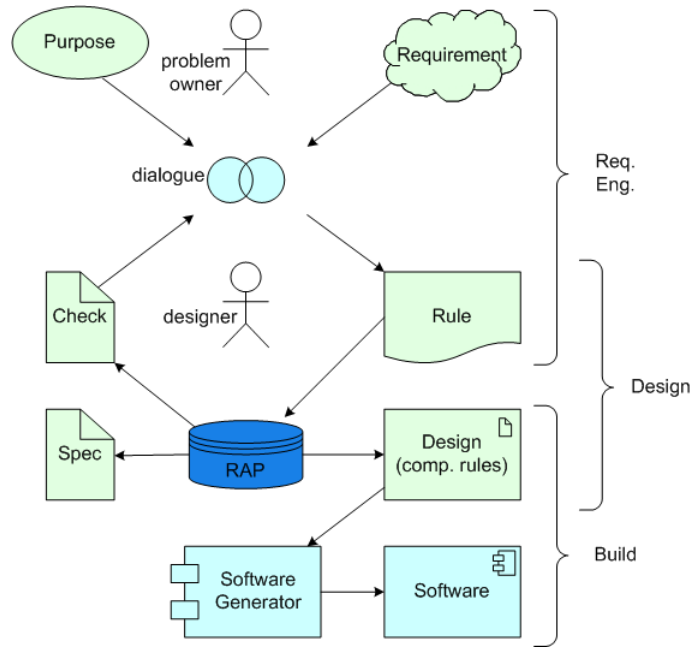 Purpose
problem
owner
Requirement
dialogue
Req.
Eng.
Check
designer
Rule
Design
Spec
RAP
Design
(comp. rules)
Build
Software
Generator
Software